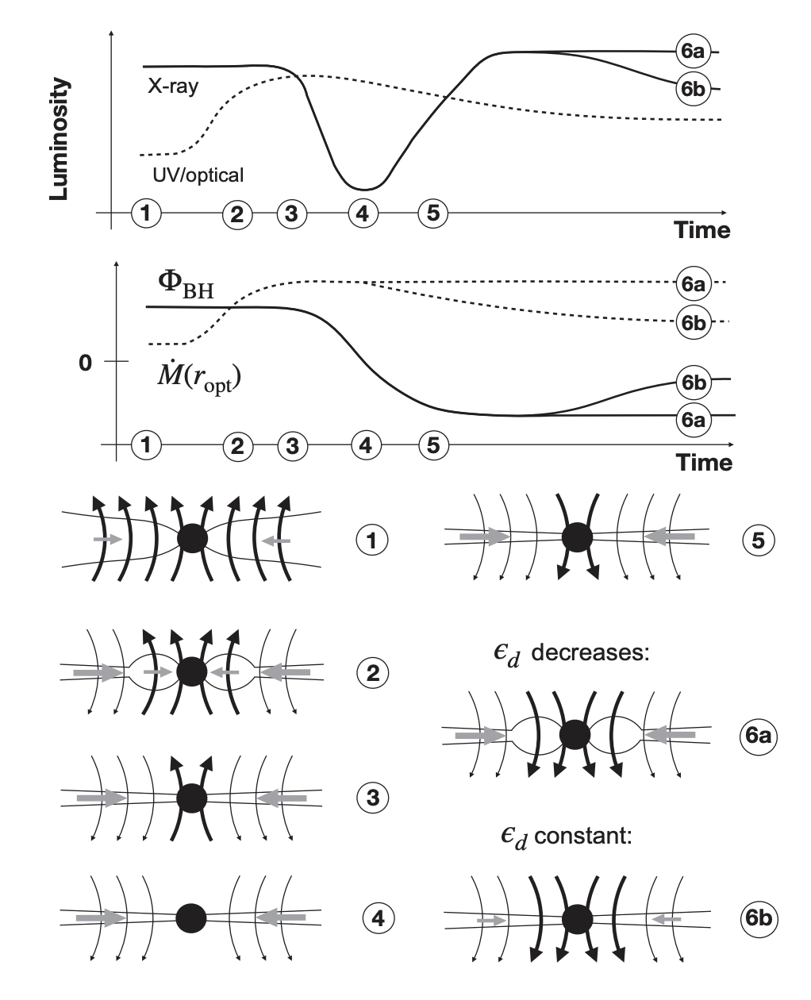 Luminosity
X-ray
UV/optical
6a
6b
1 2 3 4 5
Time
Φ_BH
Ṁ(r_opt)
0
6a
6b
6b
6a
1 2 3 4 5
Time
1
2
3
4
5
ϵ_d decreases:
6a
ϵ_d constant:
6b